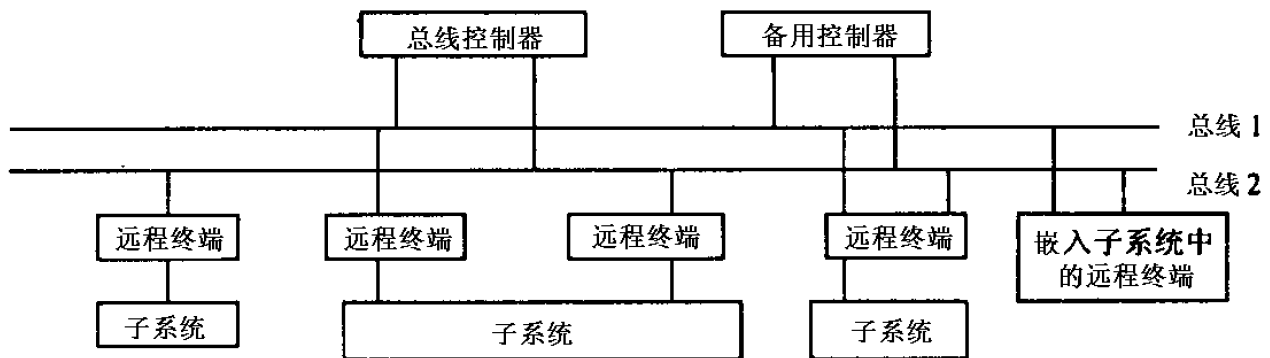 总线控制器
备用控制器
总线 1
总线 2
远程终端
远程终端
远程终端
远程终端
嵌入子系统中
的远程终端
子系统
子系统
子系统